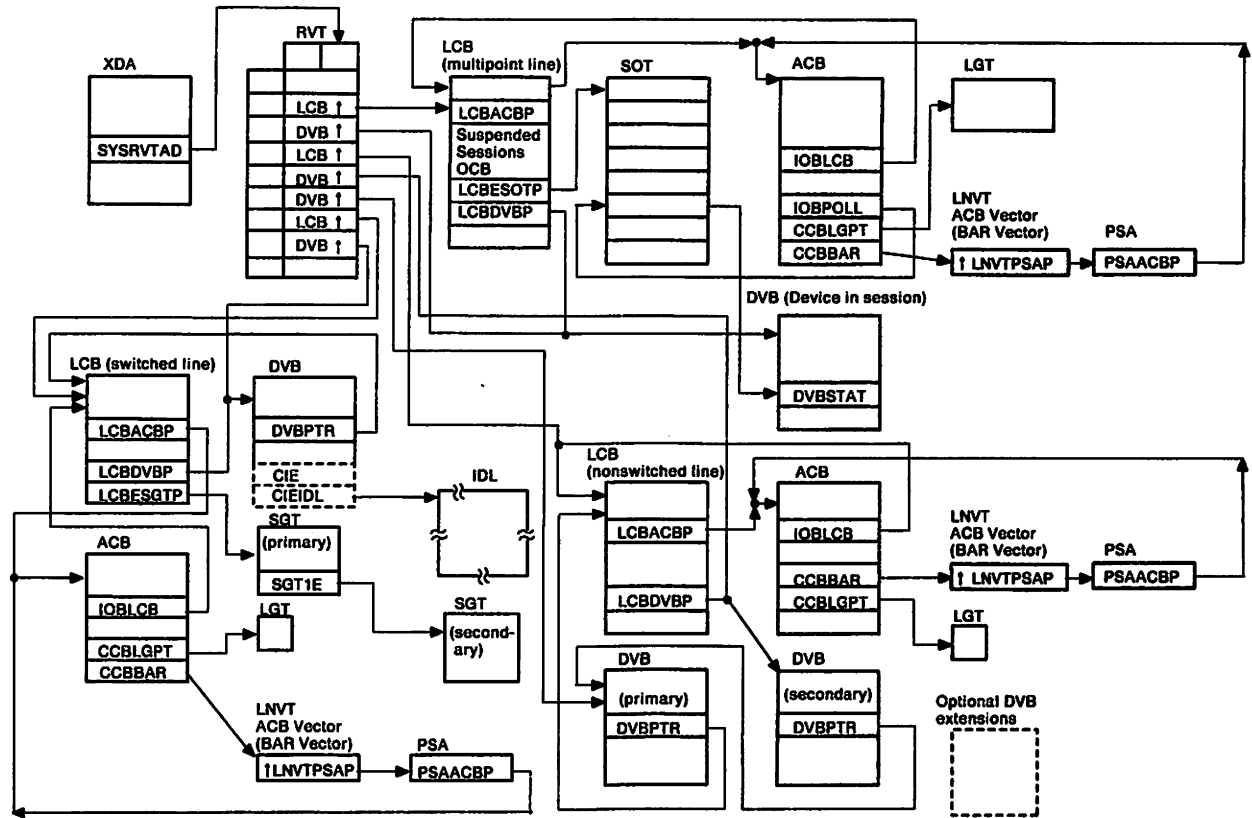 RVT
LCB
(multipoint line)
SOT
ACB
LGT
XDA
SYSRVTAD
LCB ↑
DVB ↑
LCB ↑
DVB ↑
DVB ↑
LCB ↑
DVB ↑
LCBACBP
Suspended
Sessions
OCB
LCBESOTP
LCBDVBP
IOBLCB
IOBPOLL
CCBLGPT
CCBBAR
LNVT
ACB Vector
(BAR Vector)
↑ LNVTPSAP
PSA
PSAACBP
DVB (Device in session)
DVBSTAT
LCB (switched line)
LCBACBP
LCBDVBP
LCBESGTP
DVB
DVBPTR
CIE
CIEIDL
IDL
SGT
(primary)
SGT1E
SGT
(second-
ary)
ACB
IOBLCB
CCBLGPT
CCBBAR
LGT
LNVT
ACB Vector
(BAR Vector)
↑LNVTPSAP
PSA
PSAACBP
LCB
(nonswitched line)
LCBACBP
LCBDVBP
ACB
IOBLCB
CCBBAR
CCBLGPT
LNVT
ACB Vector
(BAR Vector)
↑ LNVTPSAP
PSA
PSAACBP
LGT
DVB
(primary)
DVBPTR
DVB
(secondary)
DVBPTR
Optional DVB
extensions